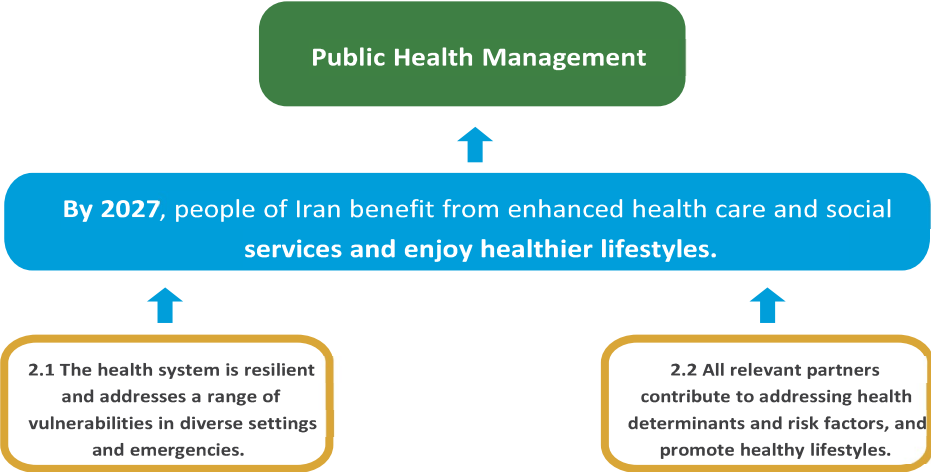 Public Health Management
By 2027, people of Iran benefit from enhanced health care and social
services and enjoy healthier lifestyles.
2.1 The health system is resilient
and addresses a range of
vulnerabilities in diverse settings
and emergencies.
2.2 All relevant partners
contribute to addressing health
determinants and risk factors, and
promote healthy lifestyles.